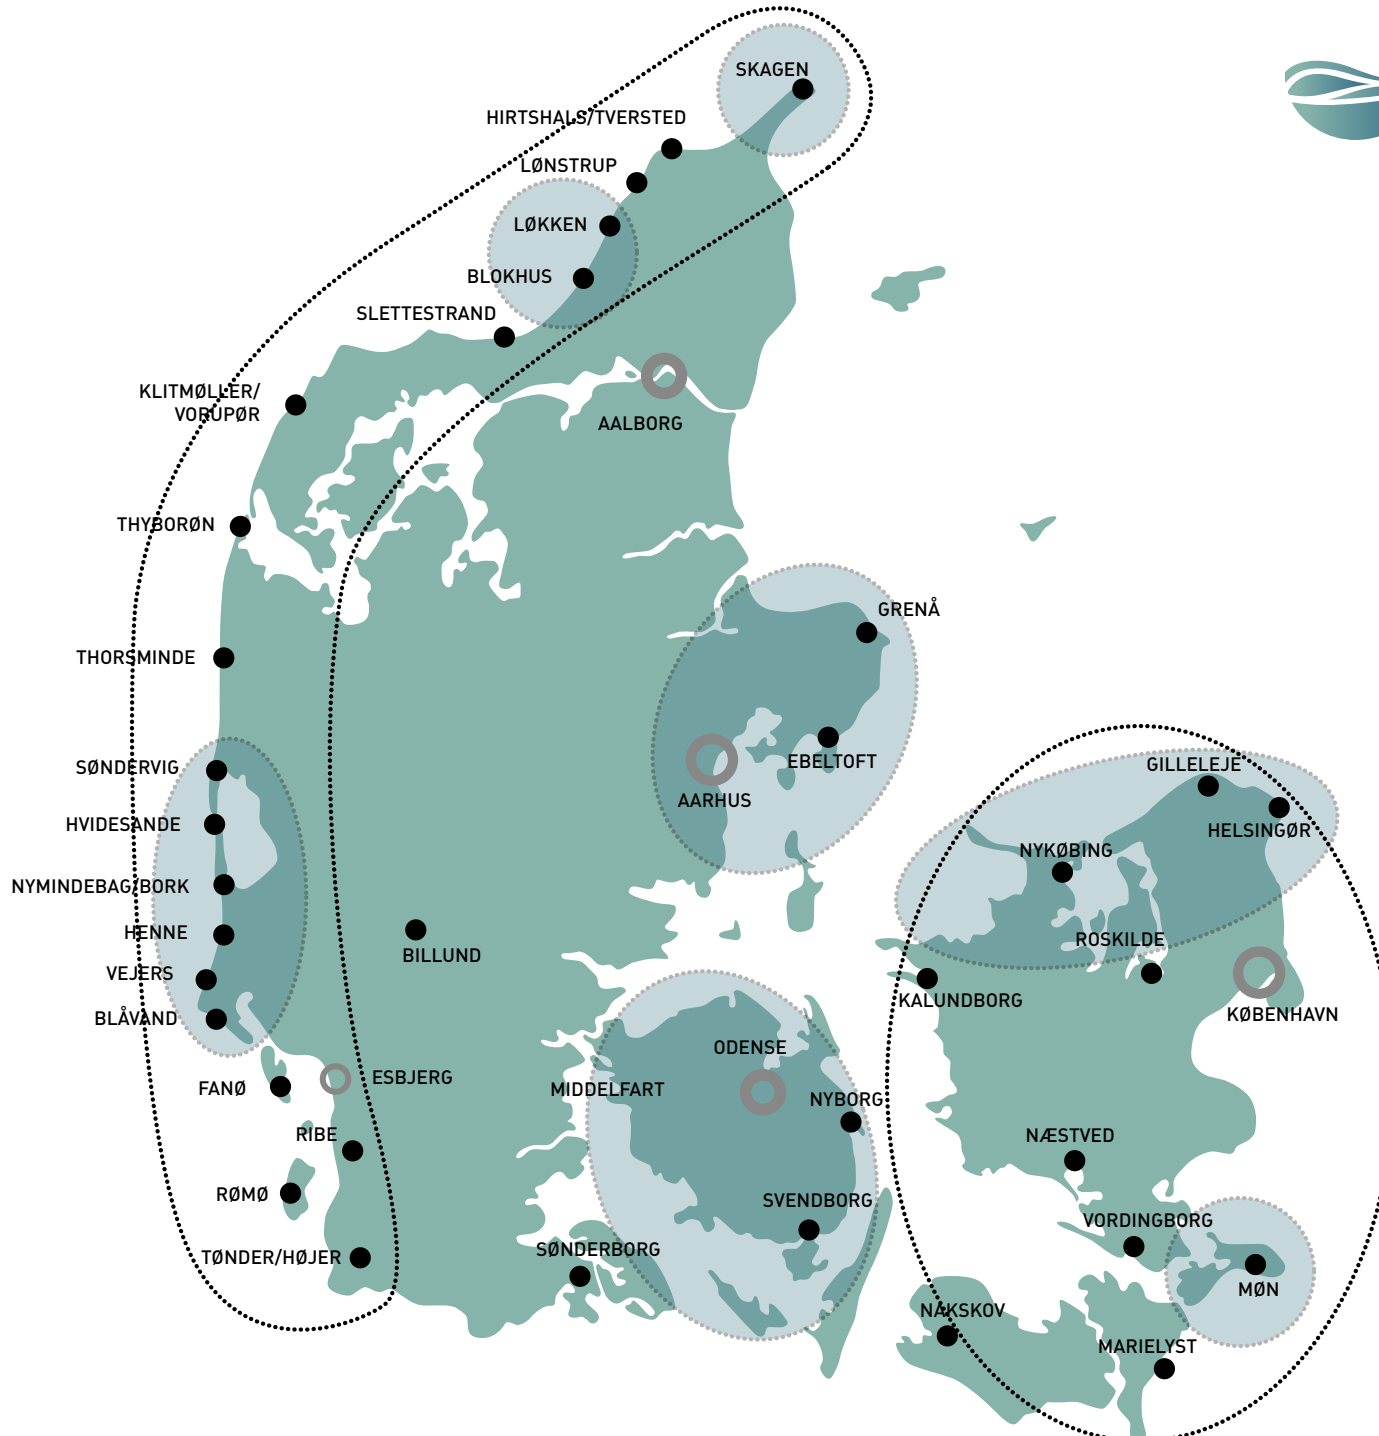 SKAGEN
HIRTSHALS/TVERSTED
LØNSTRUP
LØKKEN
BLOKHUS
SLETTESTRAND
KLITMØLLER/
VORUPØR
AALBORG
THYBORØN
GRENÅ
THORSMINDE
EBELTOFT
SØNDERVIG
GILLELEJE
AARHUS
HVIDESANDE
HELSINGØR
NYKØBING
NYMINDEBAG/BORK
HENNE
ROSKILDE
BILLUND
VEJERS
KALUNDBORG
BLÅVAND
KØBENHAVN
ODENSE
ESBJERG
FANØ
MIDDELFART
NYBORG
RIBE
NÆSTVED
RØMØ
SVENDBORG
VORDINGBORG
SØNDERBORG
TØNDER/HØJER
MØN
NAKSKOV
MARIELYST